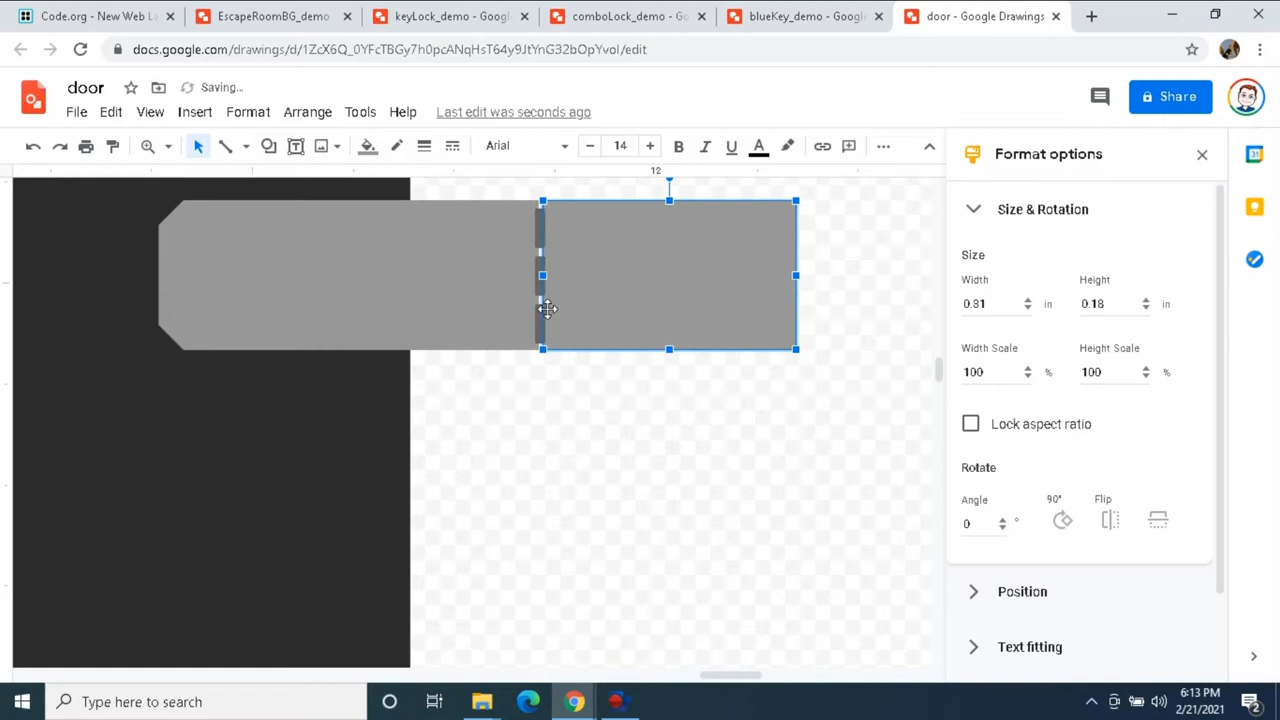 Code.org - New Web La
EscapeRoomBG_demo
keyLock_demo - Googl
comboLock_demo - Go
blueKey_demo - Googl
door - Google Drawings
docs.google.com/drawings/d/1ZcX6Q_0YFcTBGy7h0pcANqHsT64y9JtYnG32bOpYvol/edit
door
Saving...
File Edit View Insert Format Arrange Tools Help Last edit was seconds ago
Share
Arial 14
12
Format options
31
Size & Rotation
Size
Width Height
0.31 in 0.18 in
Width Scale Height Scale
100 % 100 %
Lock aspect ratio
Rotate
Angle 90° Flip
0 °
Position
Text fitting
Type here to search
6:13 PM
2/21/2021
2